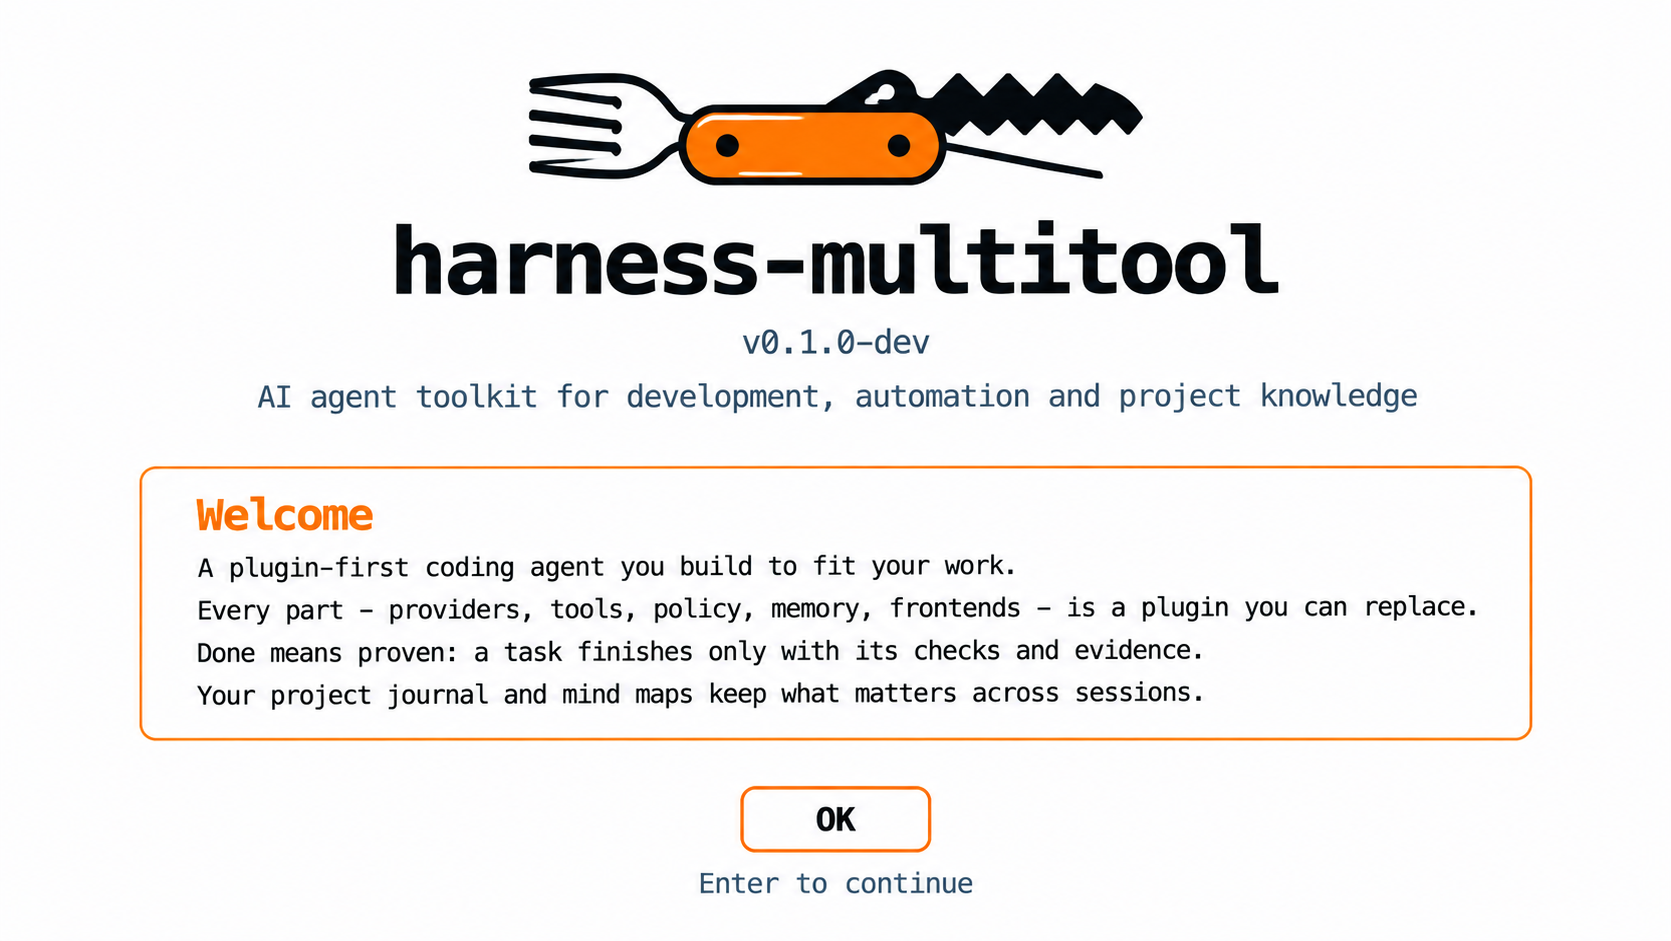 harness-multitool
v0.1.0-dev
AI agent toolkit for development, automation and project knowledge
Welcome
A plugin-first coding agent you build to fit your work.
Every part - providers, tools, policy, memory, frontends - is a plugin you can replace.
Done means proven: a task finishes only with its checks and evidence.
Your project journal and mind maps keep what matters across sessions.
OK
Enter to continue